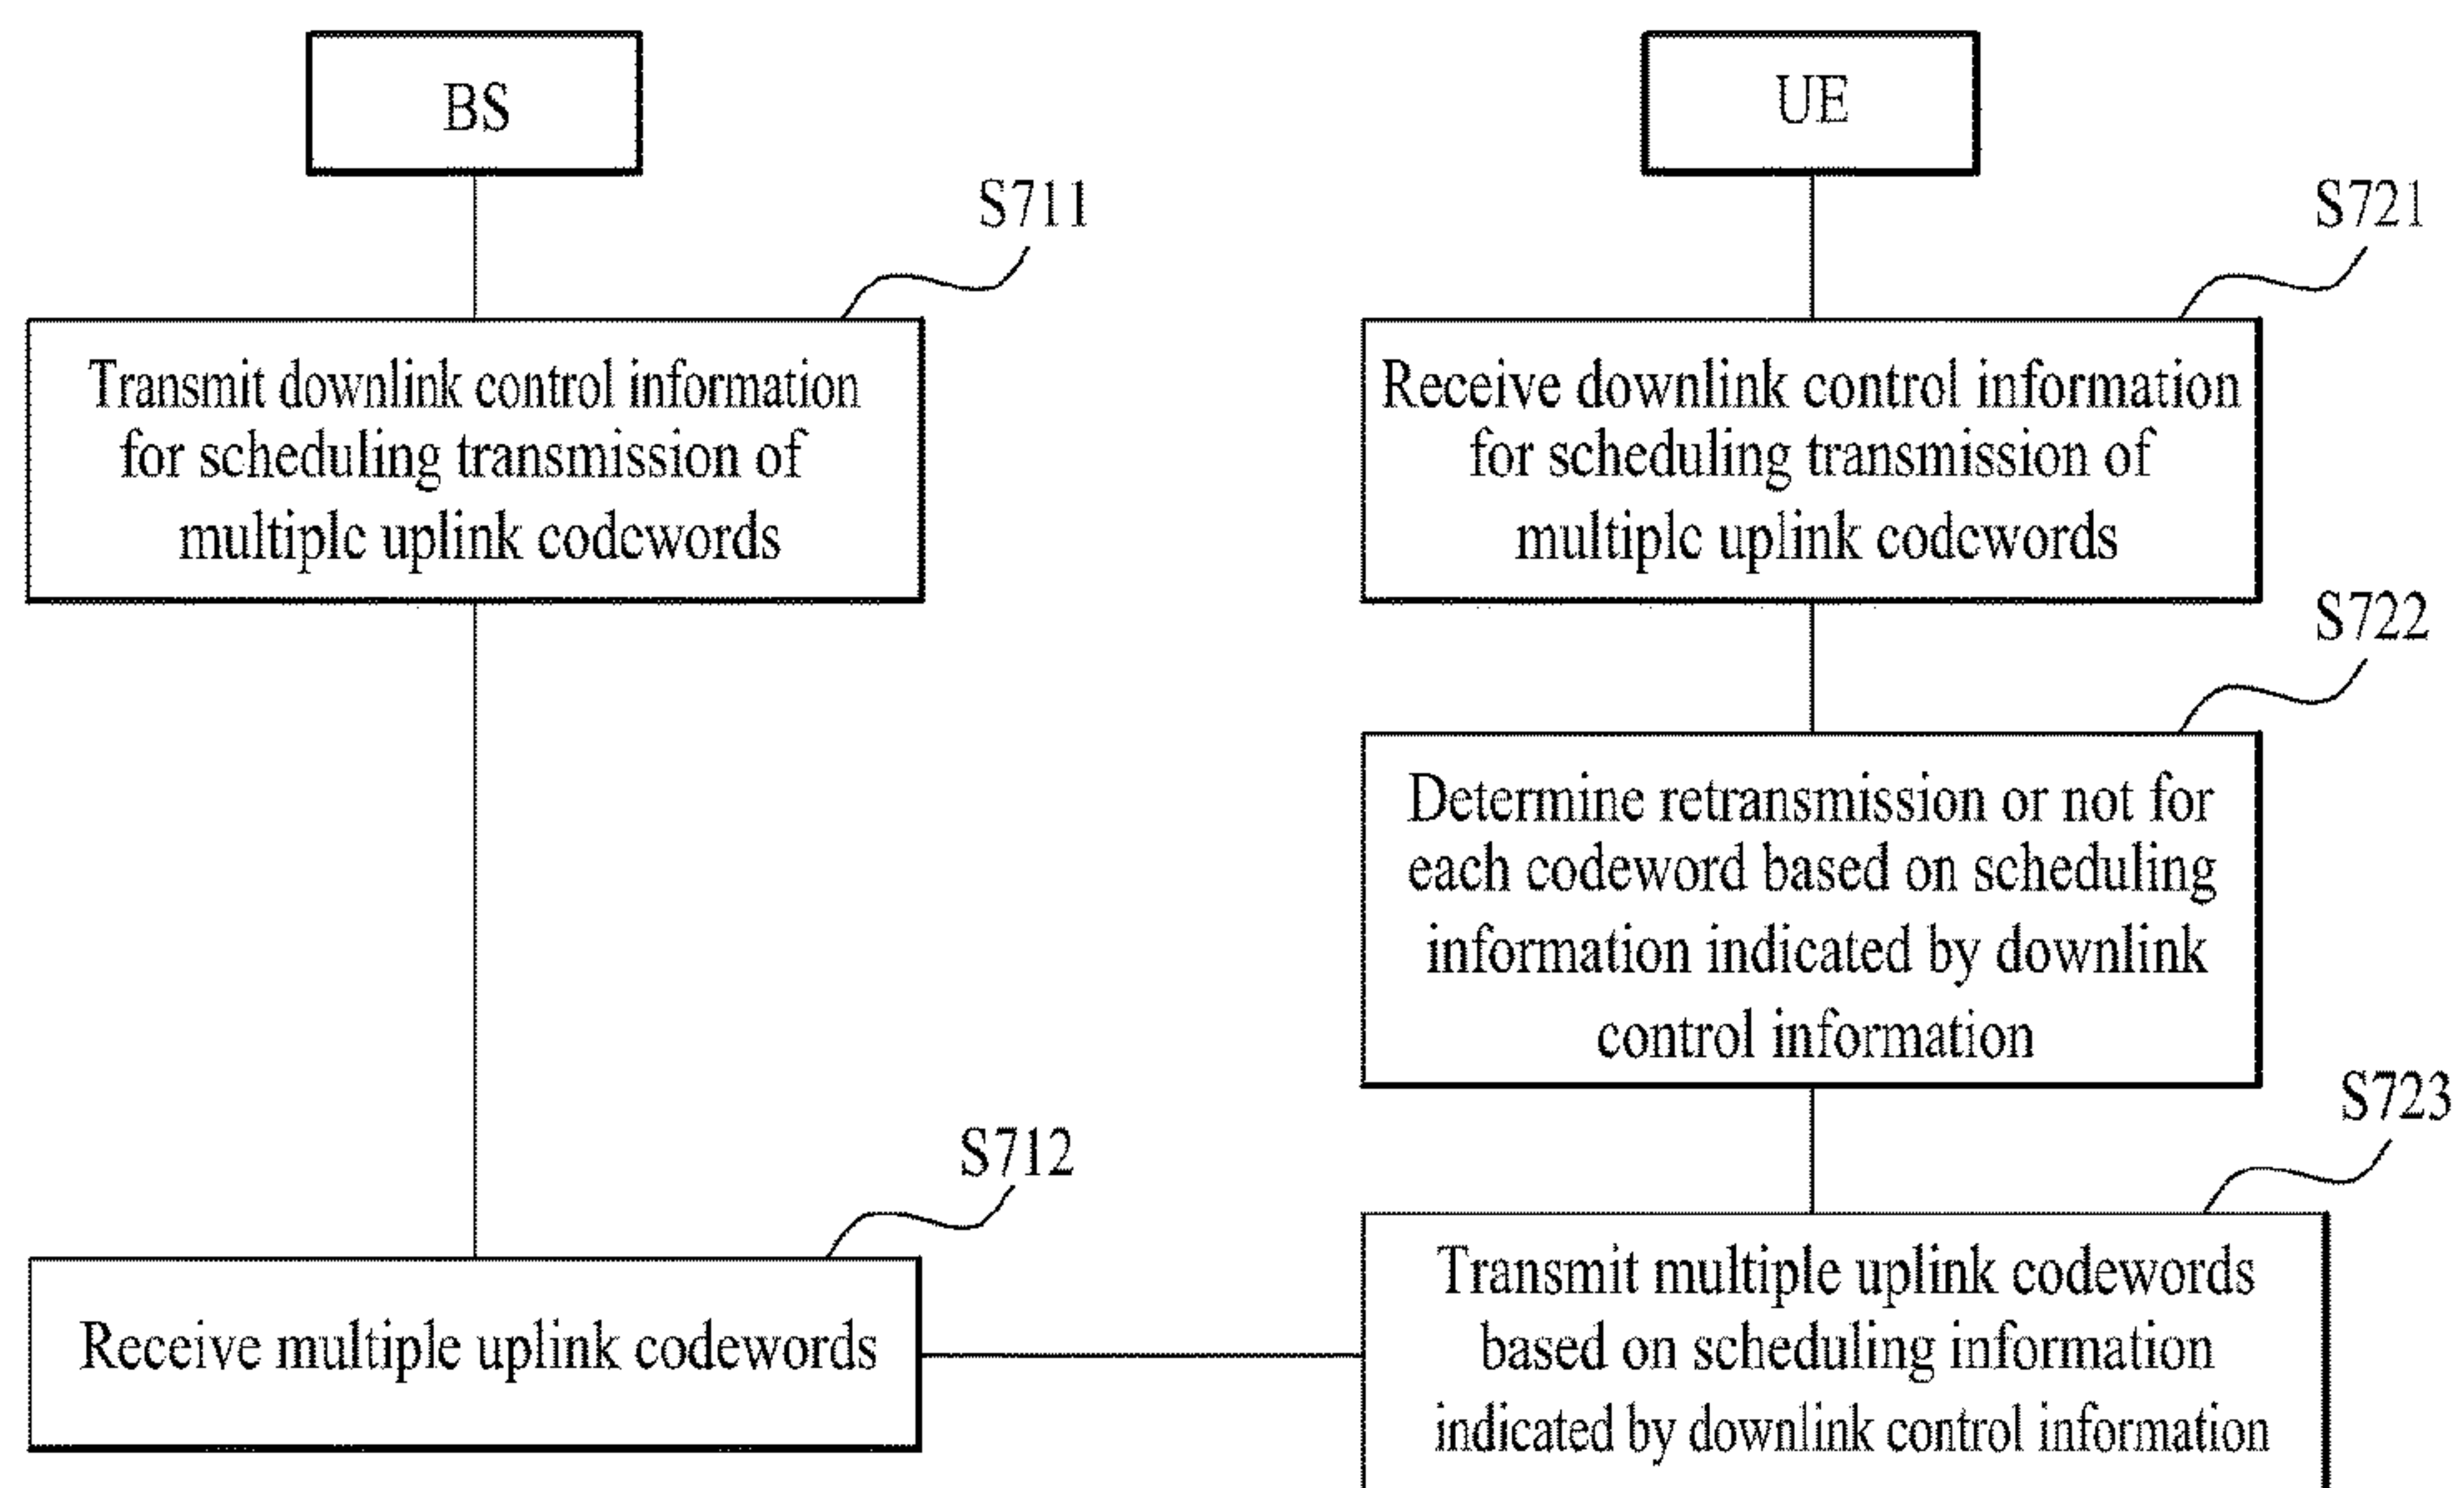 BS
UE
S711
S721
Transmit downlink control information
for scheduling transmission of
multiple uplink codewords
Receive downlink control information
for scheduling transmission of
multiple uplink codewords
S722
Determine retransmission or not for
each codeword based on scheduling
information indicated by downlink
control information
S712
S723
Receive multiple uplink codewords
Transmit multiple uplink codewords
based on scheduling information
indicated by downlink control information